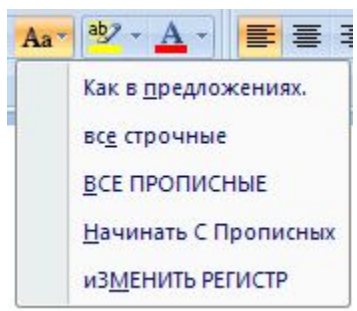 Aa ab A
Как в предложениях.
все строчные
ВСЕ ПРОПИСНЫЕ
Начинать С Прописных
иЗМЕНИТЬ РЕГИСТР